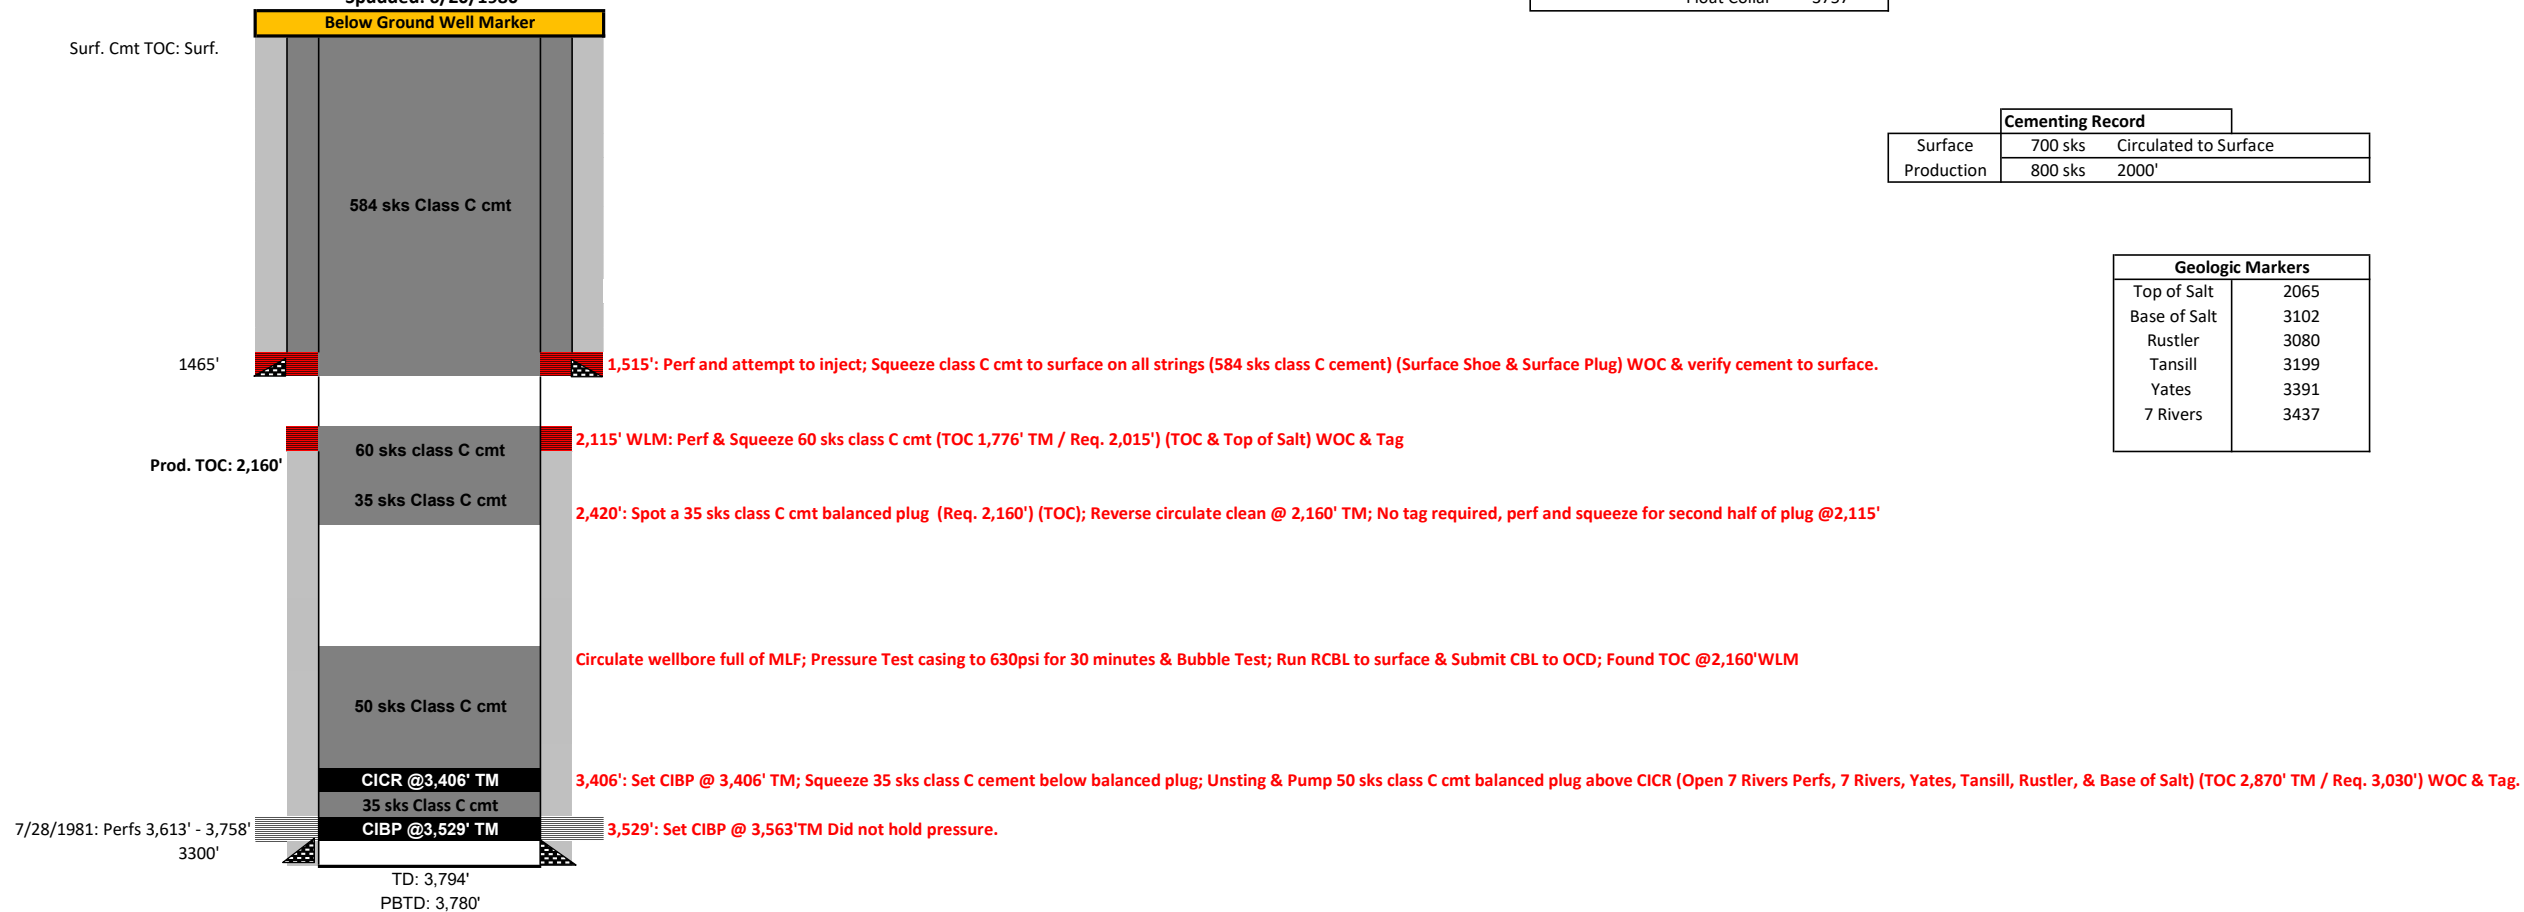 Spudded: 6/20/1980
Float Collar 3757
Below Ground Well Marker
Surf. Cmt TOC: Surf.
Cementing Record
Surface 700 sks Circulated to Surface
Production 800 sks 2000'
584 sks Class C cmt
Geologic Markers
Top of Salt 2065
Base of Salt 3102
Rustler 3080
Tansill 3199
Yates 3391
7 Rivers 3437
1465'
1,515': Perf and attempt to inject; Squeeze class C cmt to surface on all strings (584 sks class C cement) (Surface Shoe & Surface Plug) WOC & verify cement to surface.
2,115' WLM: Perf & Squeeze 60 sks class C cmt (TOC 1,776' TM / Req. 2,015') (TOC & Top of Salt) WOC & Tag
60 sks class C cmt
Prod. TOC: 2,160'
35 sks Class C cmt
2,420': Spot a 35 sks class C cmt balanced plug (Req. 2,160') (TOC); Reverse circulate clean @ 2,160' TM; No tag required, perf and squeeze for second half of plug @2,115'
Circulate wellbore full of MLF; Pressure Test casing to 630psi for 30 minutes & Bubble Test; Run RCBL to surface & Submit CBL to OCD; Found TOC @2,160'WLM
50 sks Class C cmt
CICR @3,406' TM
3,406': Set CIBP @ 3,406' TM; Squeeze 35 sks class C cement below balanced plug; Unsting & Pump 50 sks class C cmt balanced plug above CICR (Open 7 Rivers Perfs, 7 Rivers, Yates, Tansill, Rustler, & Base of Salt) (TOC 2,870' TM / Req. 3,030') WOC & Tag.
35 sks Class C cmt
7/28/1981: Perfs 3,613' - 3,758'
CIBP @3,529' TM
3,529': Set CIBP @ 3,563'TM Did not hold pressure.
3300'
TD: 3,794'
PBTD: 3,780'